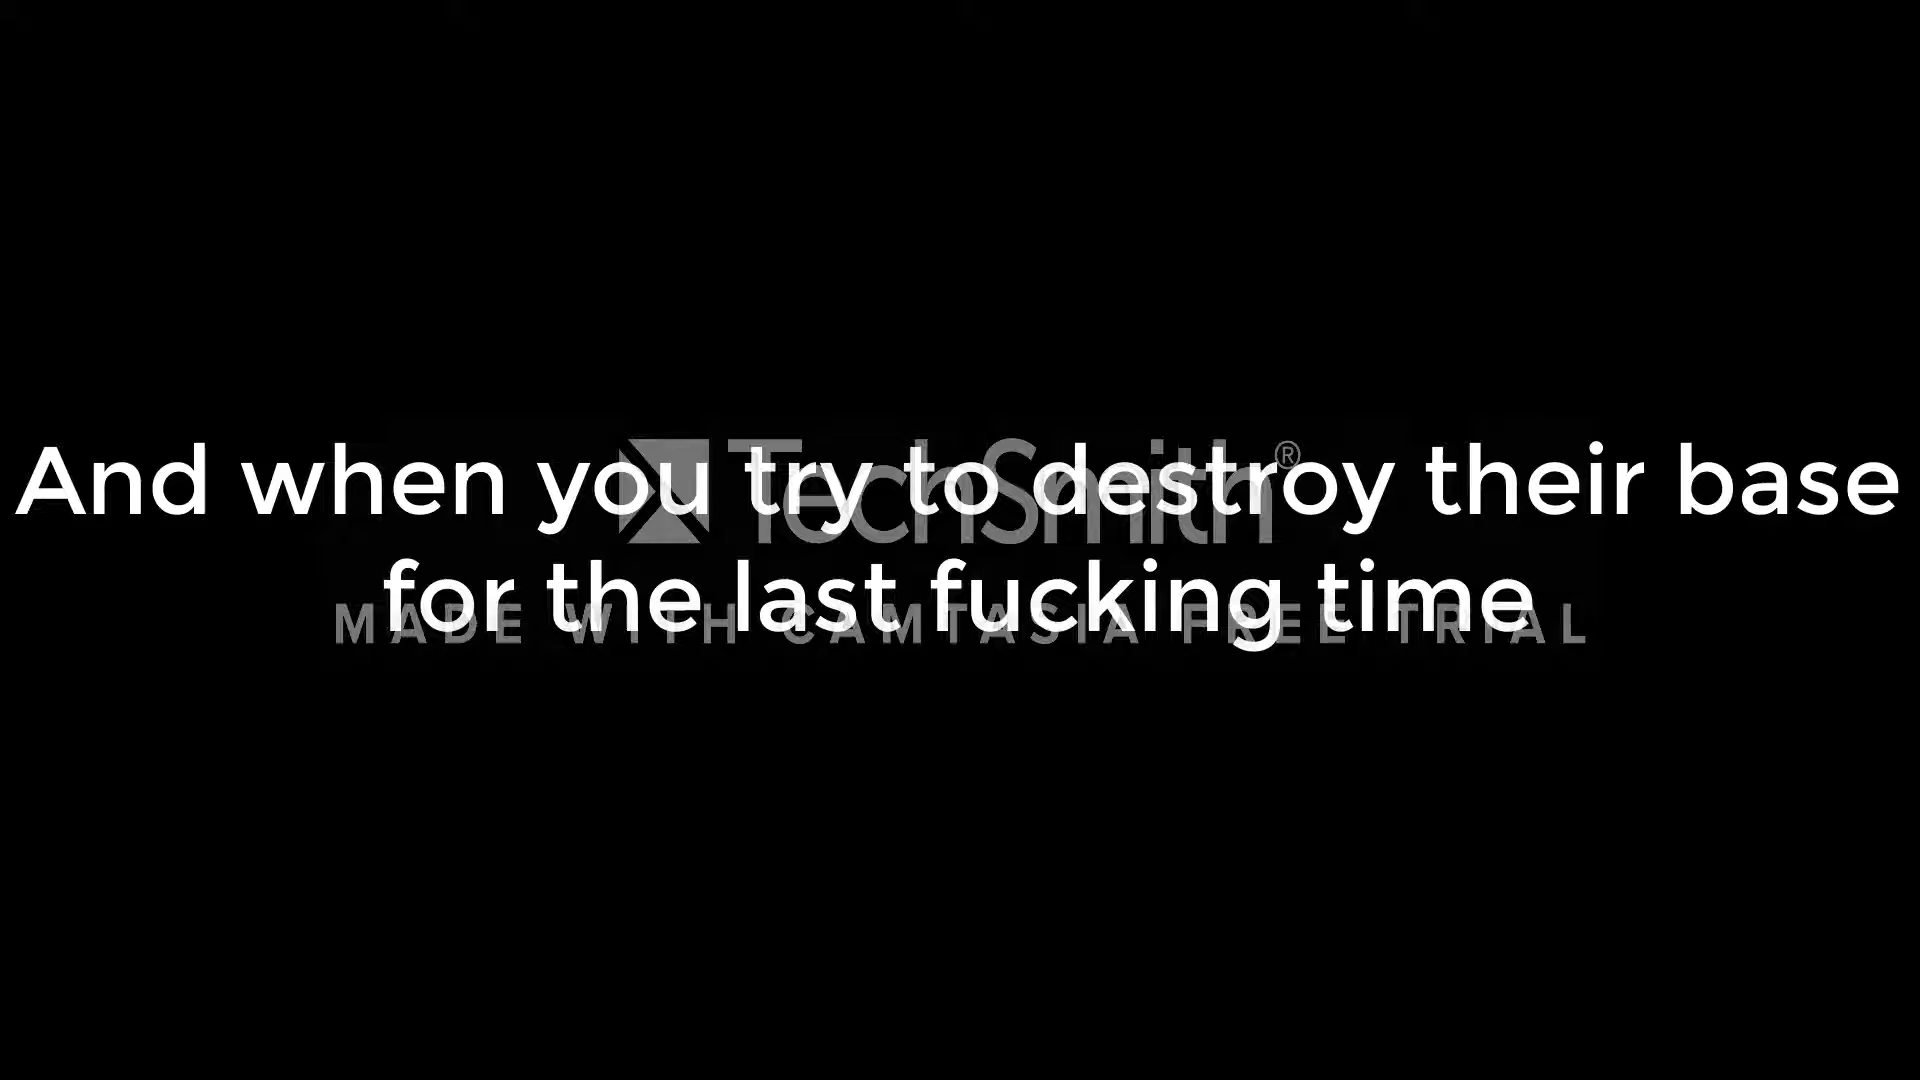 And when you try to destroy their base
for the last fucking time
TechSmith®
MADE WITH CAMTASIA FREE TRIAL